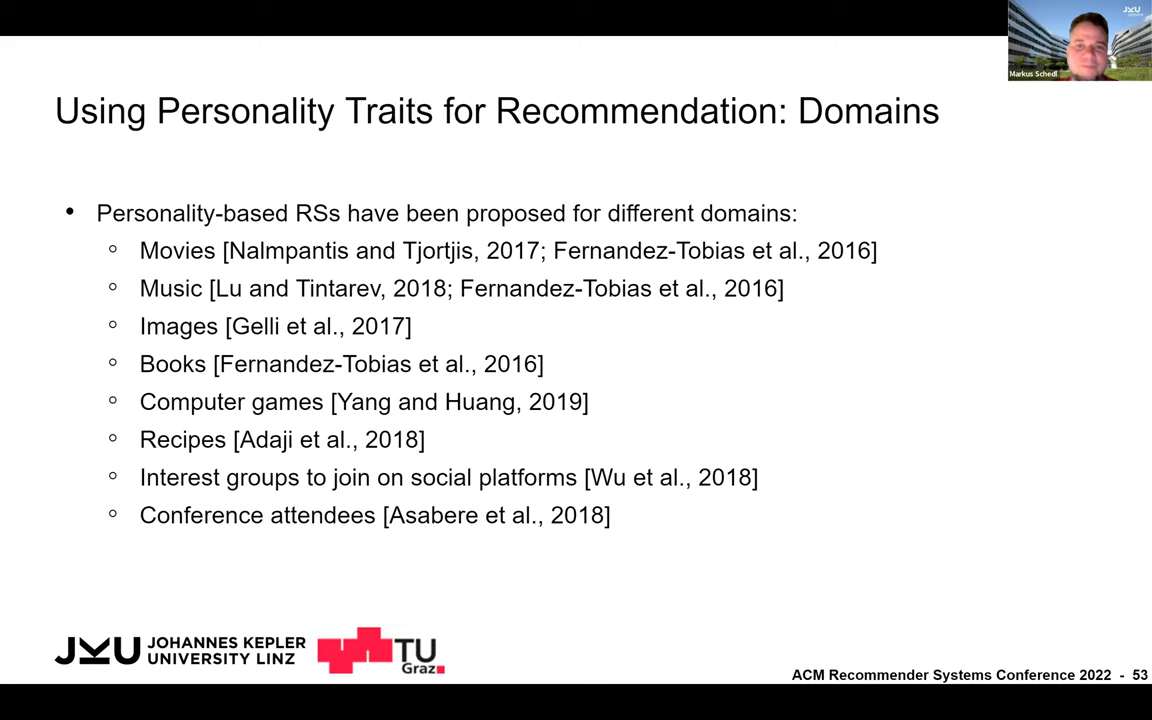 JKU
Markus Schedl
Using Personality Traits for Recommendation: Domains
• Personality-based RSs have been proposed for different domains:
○ Movies [Nalmpantis and Tjortjis, 2017; Fernandez-Tobias et al., 2016]
○ Music [Lu and Tintarev, 2018; Fernandez-Tobias et al., 2016]
○ Images [Gelli et al., 2017]
○ Books [Fernandez-Tobias et al., 2016]
○ Computer games [Yang and Huang, 2019]
○ Recipes [Adaji et al., 2018]
○ Interest groups to join on social platforms [Wu et al., 2018]
○ Conference attendees [Asabere et al., 2018]
JKU JOHANNES KEPLER
UNIVERSITY LINZ
TU
Graz
ACM Recommender Systems Conference 2022 - 53